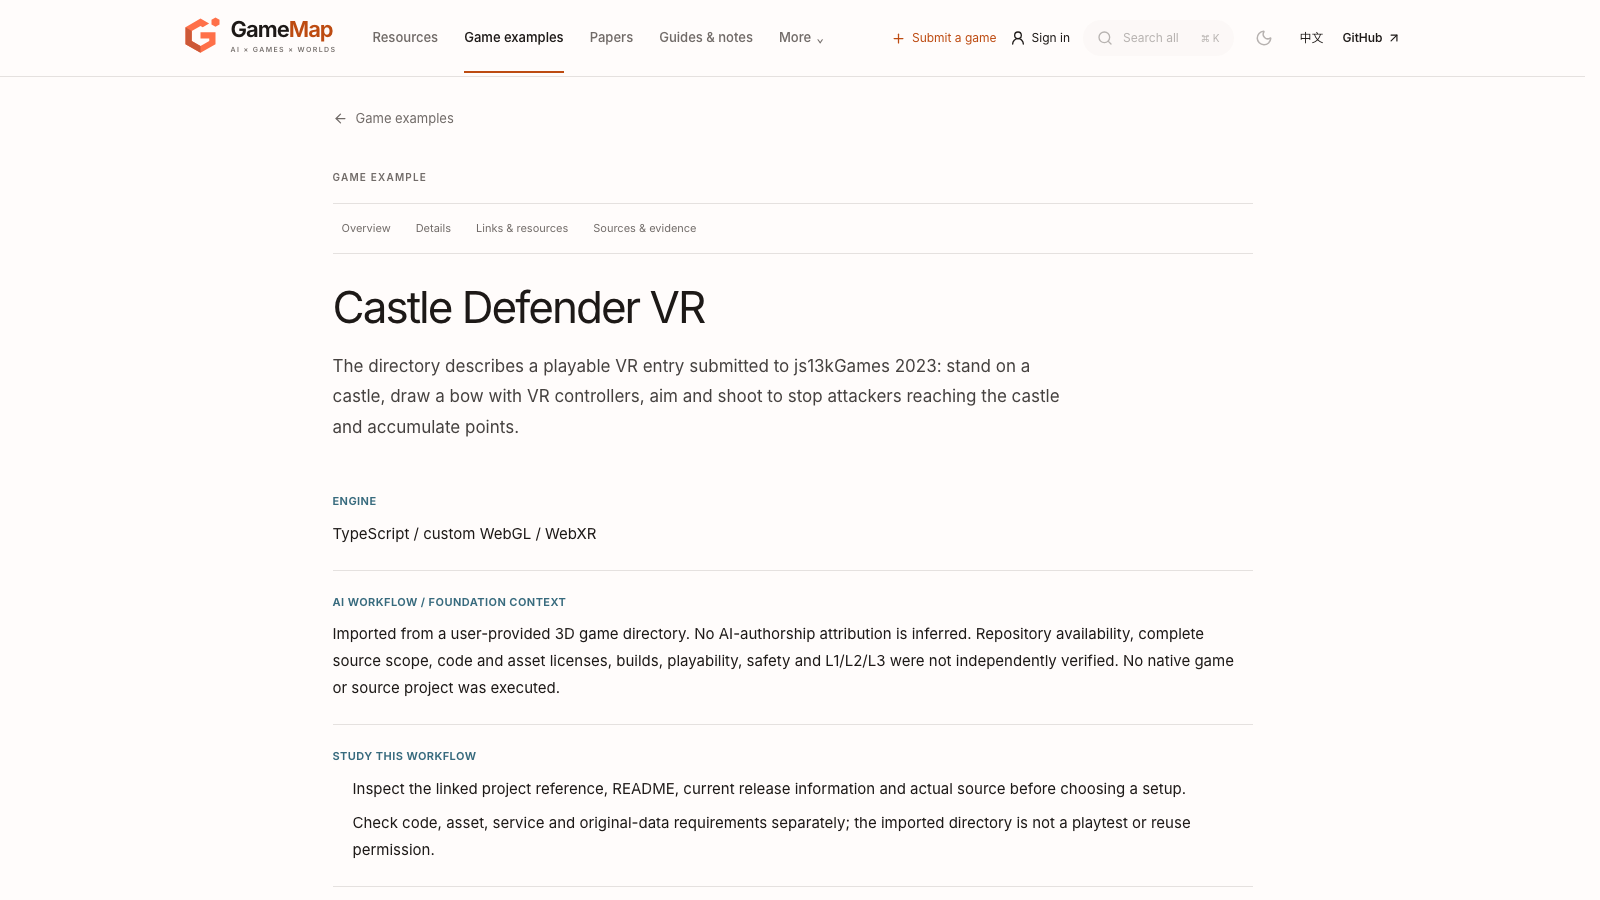 GameMap
AI × GAMES × WORLDS
Resources
Game examples
Papers
Guides & notes
More
Submit a game
Sign in
Search all
⌘ K
中文
GitHub
Game examples
GAME EXAMPLE
Overview
Details
Links & resources
Sources & evidence
Castle Defender VR
The directory describes a playable VR entry submitted to js13kGames 2023: stand on a
castle, draw a bow with VR controllers, aim and shoot to stop attackers reaching the castle
and accumulate points.
ENGINE
TypeScript / custom WebGL / WebXR
AI WORKFLOW / FOUNDATION CONTEXT
Imported from a user-provided 3D game directory. No AI-authorship attribution is inferred. Repository availability, complete
source scope, code and asset licenses, builds, playability, safety and L1/L2/L3 were not independently verified. No native game
or source project was executed.
STUDY THIS WORKFLOW
Inspect the linked project reference, README, current release information and actual source before choosing a setup.
Check code, asset, service and original-data requirements separately; the imported directory is not a playtest or reuse
permission.